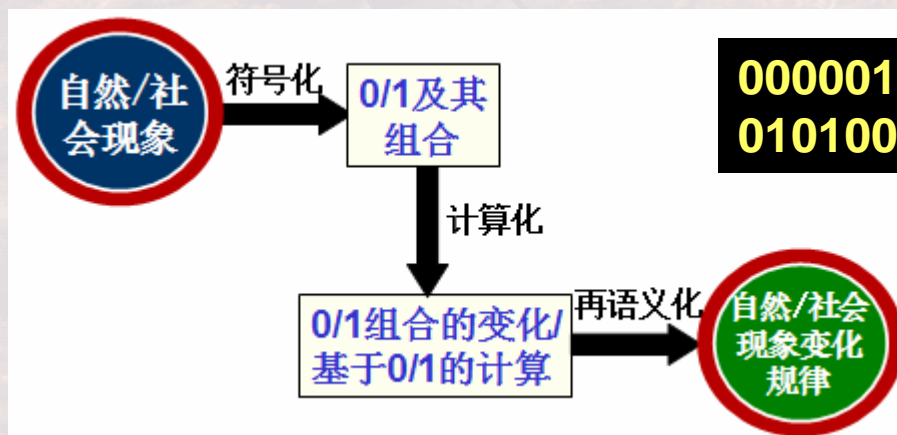 自然/社
会现象
符号化
0/1及其
组合
000001
010100
计算化
0/1组合的变化/
基于0/1的计算
再语义化
自然/社会
现象变化
规律